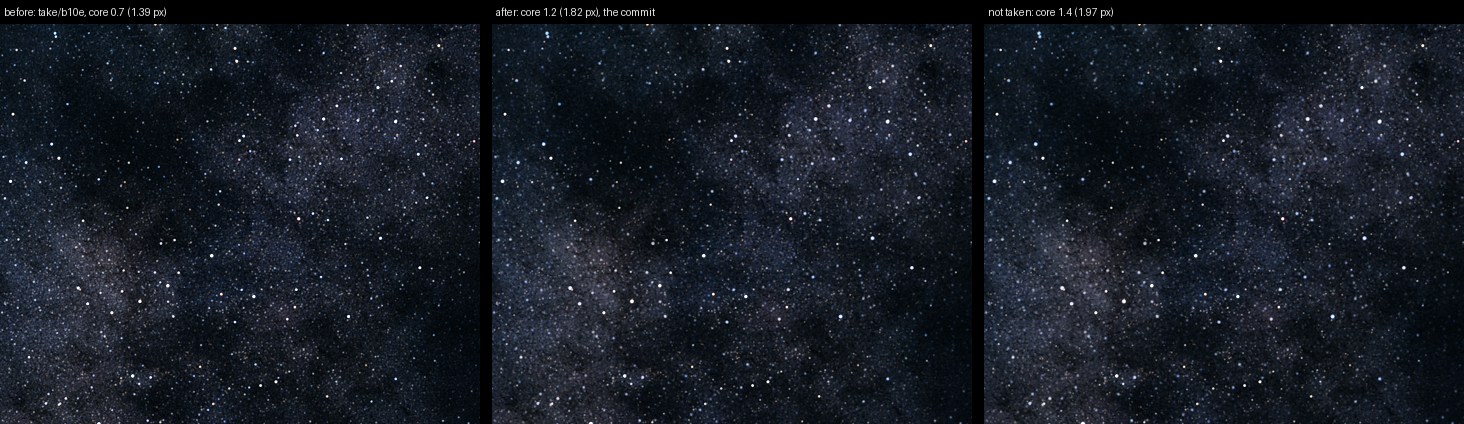 before: take/b10e, core 0.7 (1.39 px)
after: core 1.2 (1.82 px), the commit
not taken: core 1.4 (1.97 px)